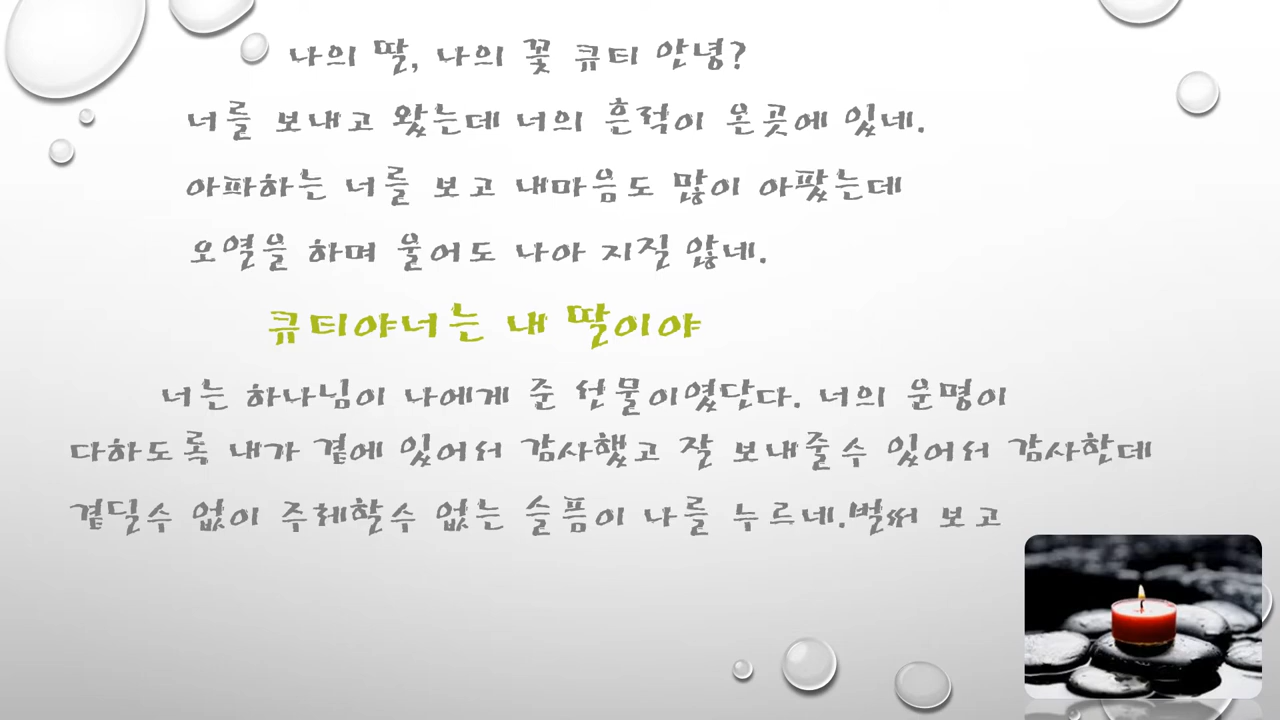 나의 딸, 나의 꽃 큐티 안녕?
너를 보내고 왔는데 너의 흔적이 온곳에 있네.
아파하는 너를 보고 내마음도 많이 아팠는데
오열을 하며 울어도 나아 지질 않네.
큐티야너는 내 딸이야
너는 하나님이 나에게 준 선물이였단다. 너의 운명이
다하도록 내가 곁에 있어서 감사했고 잘 보내줄수 있어서 감사한데
곁딜수 없이 주체할수 없는 슬픔이 나를 누르네.벌써 보고